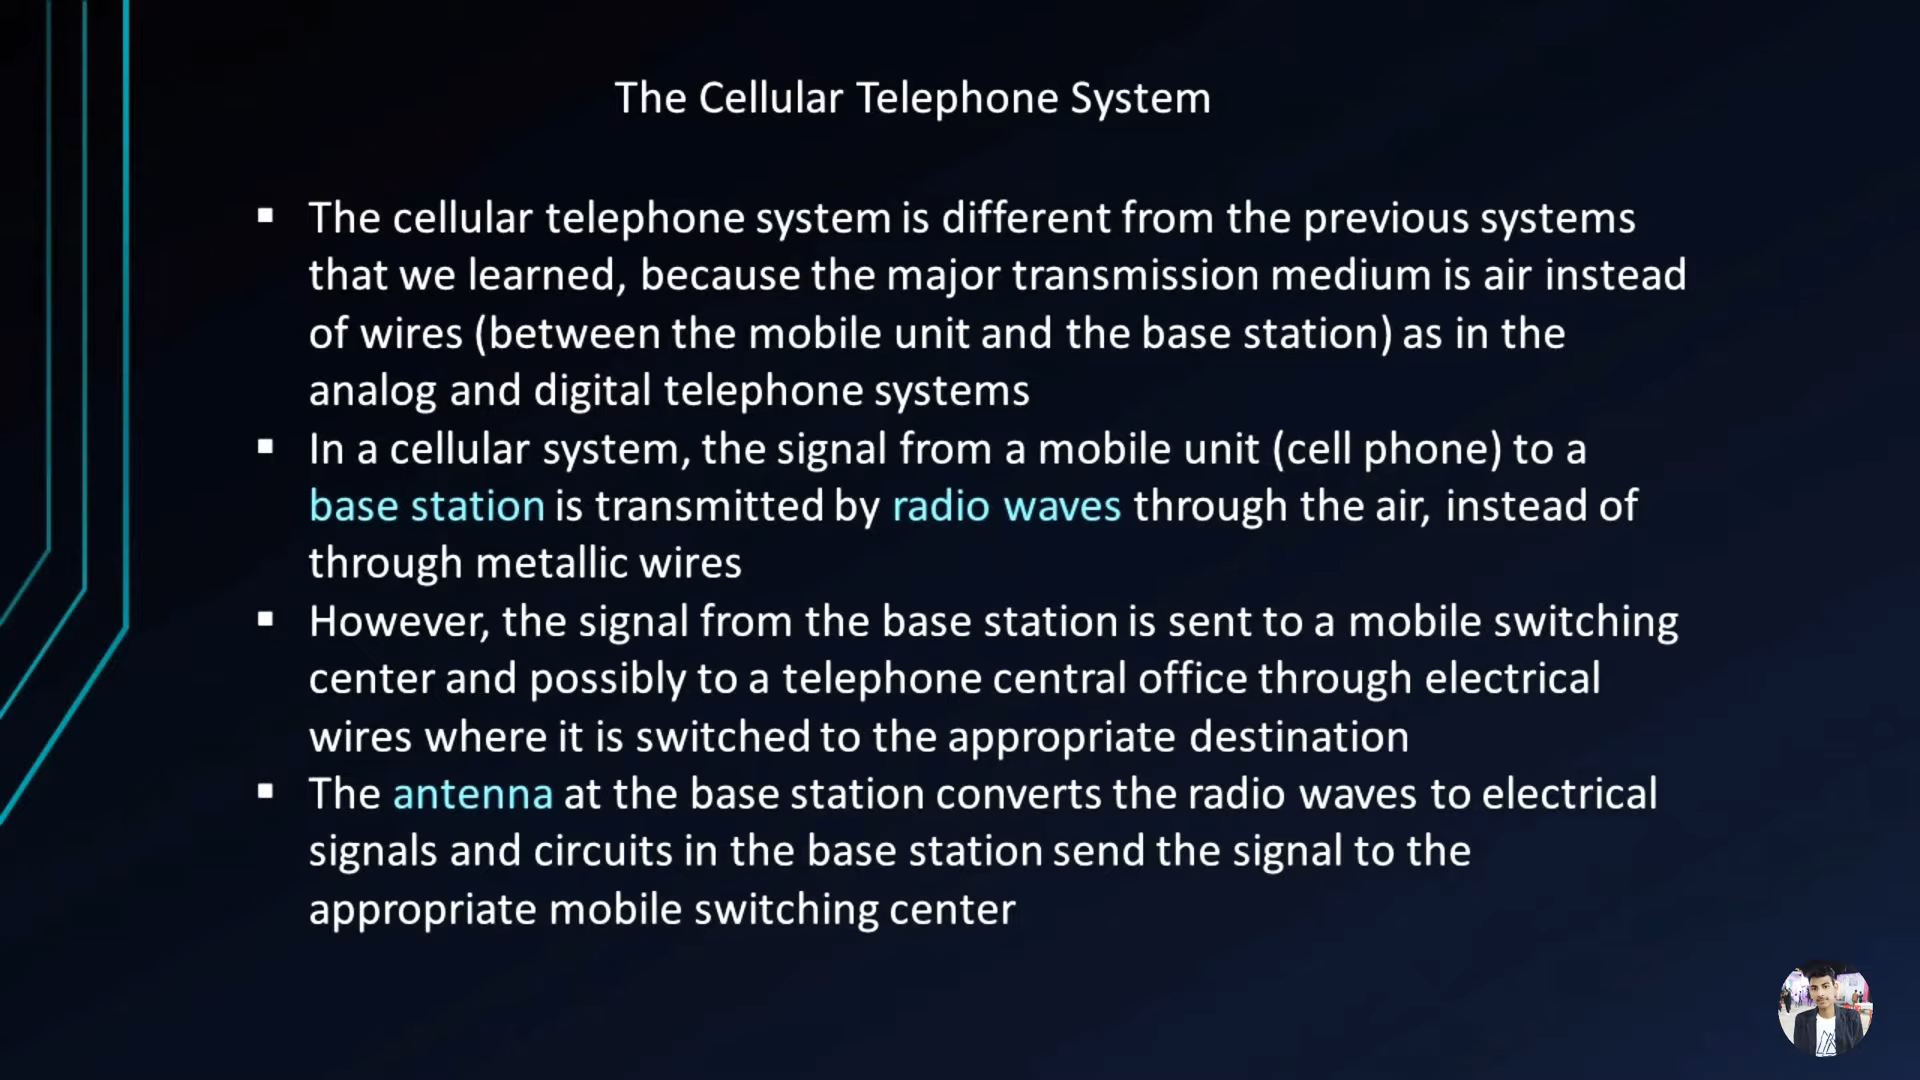 The Cellular Telephone System
▪ The cellular telephone system is different from the previous systems
that we learned, because the major transmission medium is air instead
of wires (between the mobile unit and the base station) as in the
analog and digital telephone systems
▪ In a cellular system, the signal from a mobile unit (cell phone) to a
base station is transmitted by radio waves through the air, instead of
through metallic wires
▪ However, the signal from the base station is sent to a mobile switching
center and possibly to a telephone central office through electrical
wires where it is switched to the appropriate destination
▪ The antenna at the base station converts the radio waves to electrical
signals and circuits in the base station send the signal to the
appropriate mobile switching center